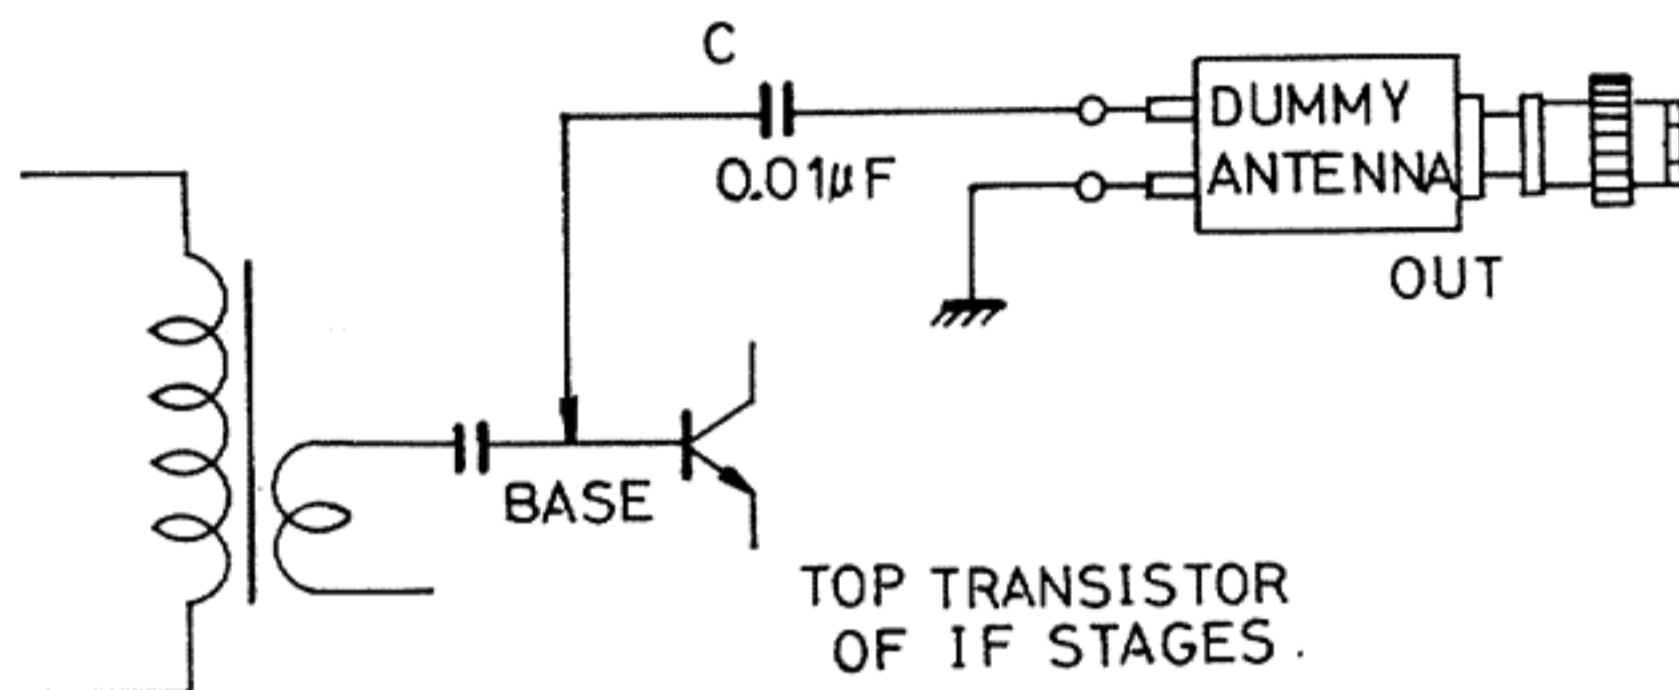 C
0.01µF
DUMMY
ANTENNA
OUT
BASE
TOP TRANSISTOR
OF IF STAGES.